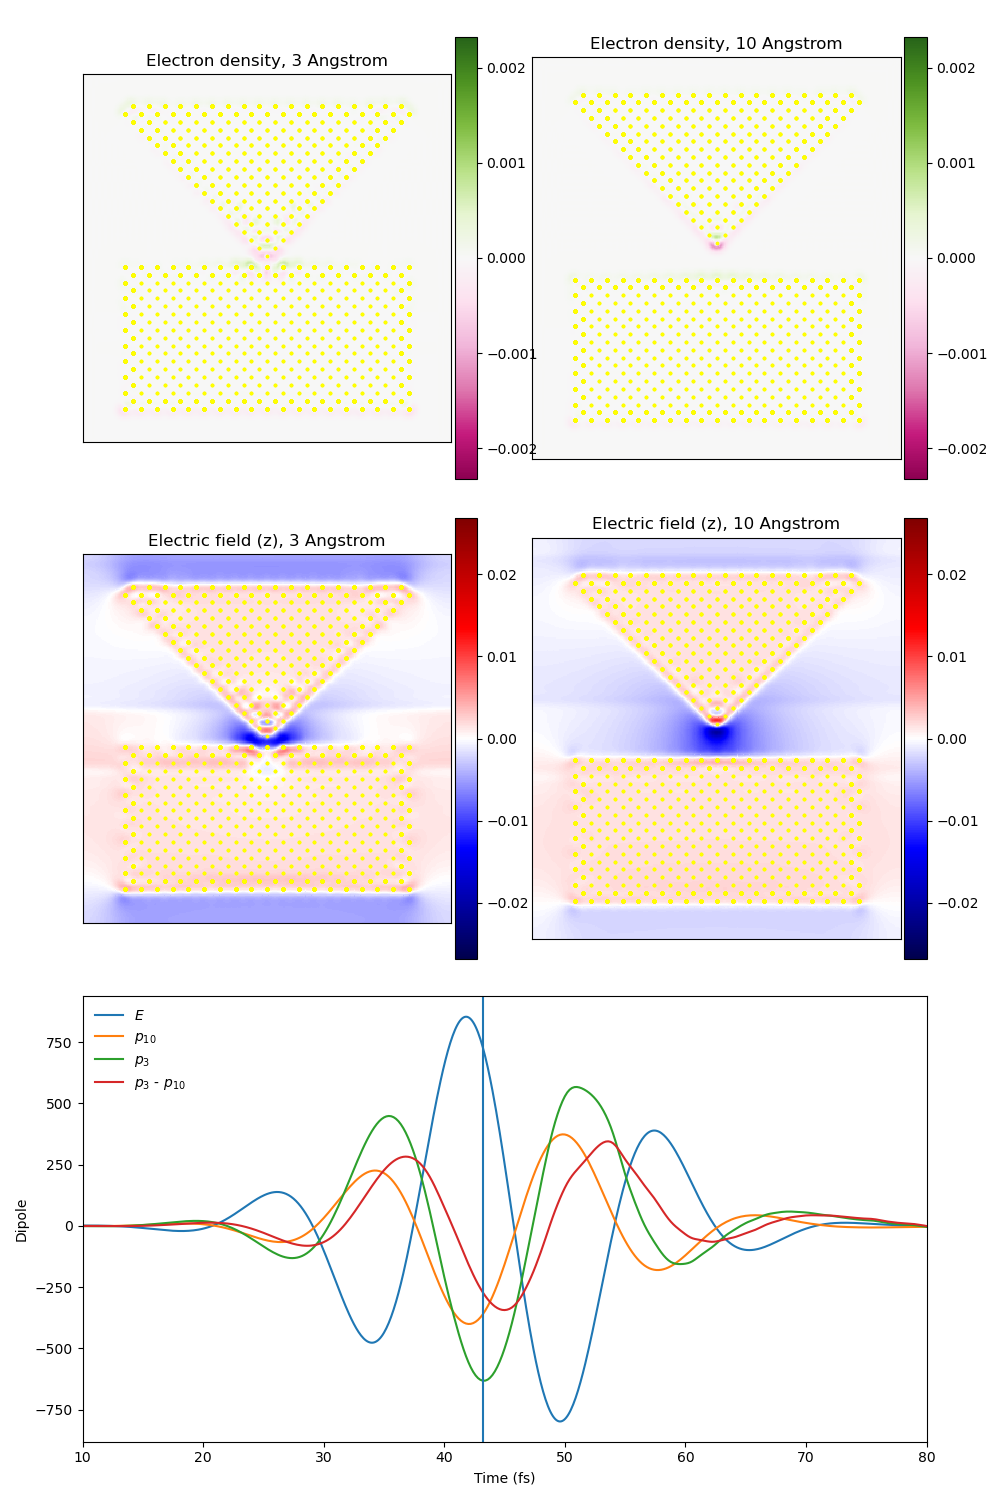 Electron density, 3 Angstrom
0.002
0.001
0.000
−0.001
−0.002
Electron density, 10 Angstrom
0.002
0.001
0.000
−0.001
−0.002
Electric field (z), 3 Angstrom
0.02
0.01
0.00
−0.01
−0.02
Electric field (z), 10 Angstrom
0.02
0.01
0.00
−0.01
−0.02
E
p10
p3
p3 - p10
750
500
250
0
−250
−500
−750
Dipole
10 20 30 40 50 60 70 80
Time (fs)